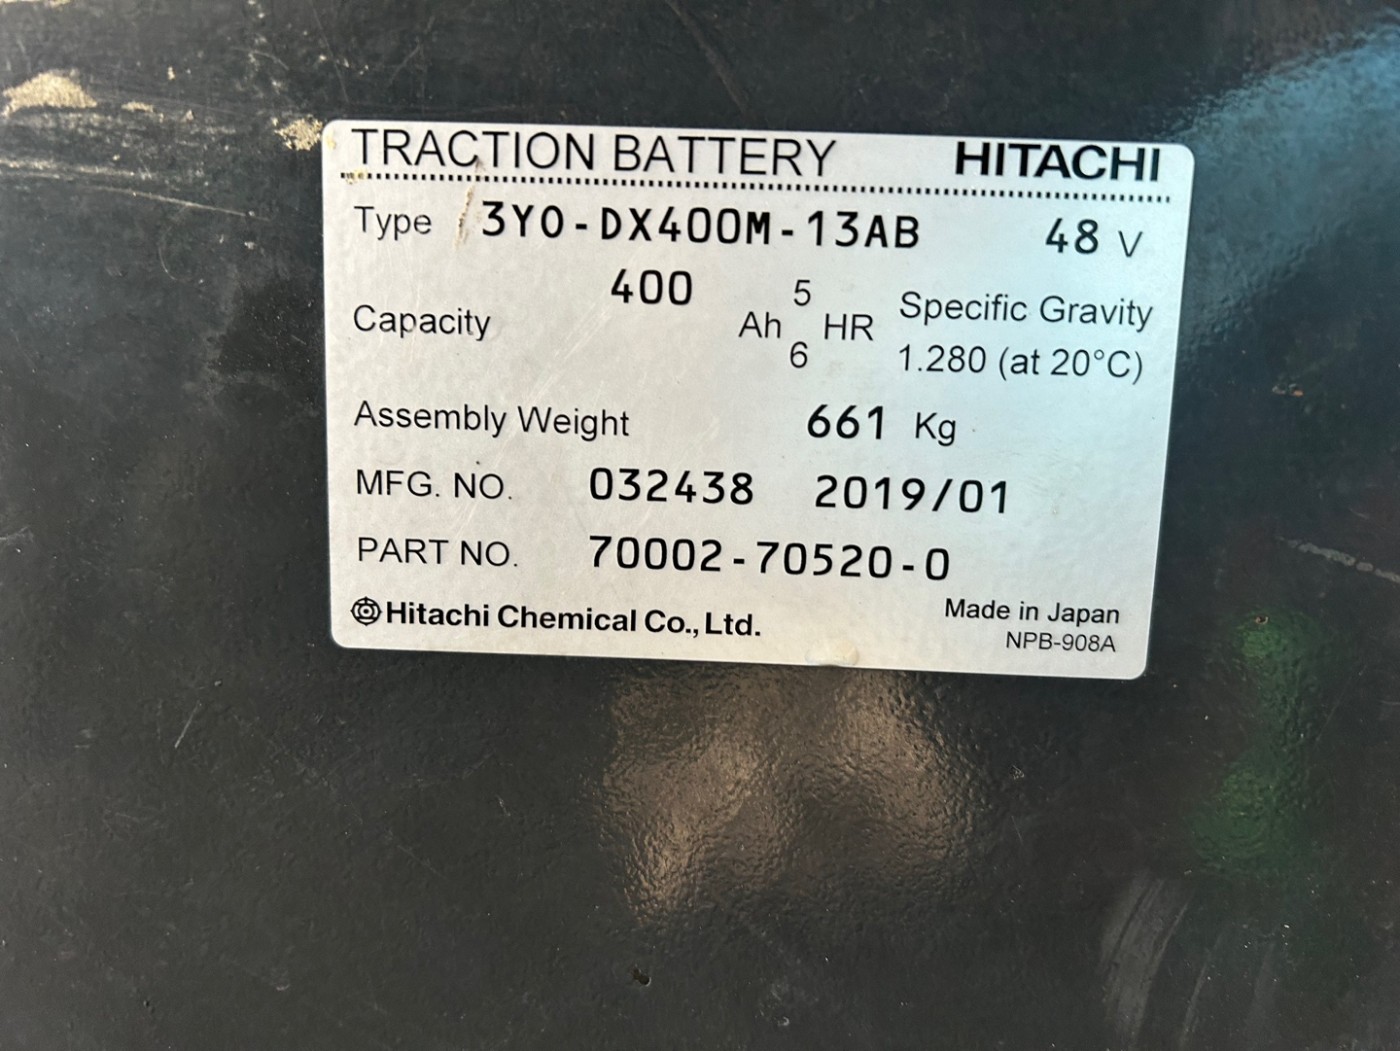 TRACTION BATTERY HITACHI
Type 3Y0-DX400M-13AB 48 V
Capacity 400 Ah 5 HR Specific Gravity
6 1.280 (at 20°C)
Assembly Weight 661 Kg
MFG. NO. 032438 2019/01
PART NO. 70002-70520-0
Hitachi Chemical Co., Ltd. Made in Japan
NPB-908A